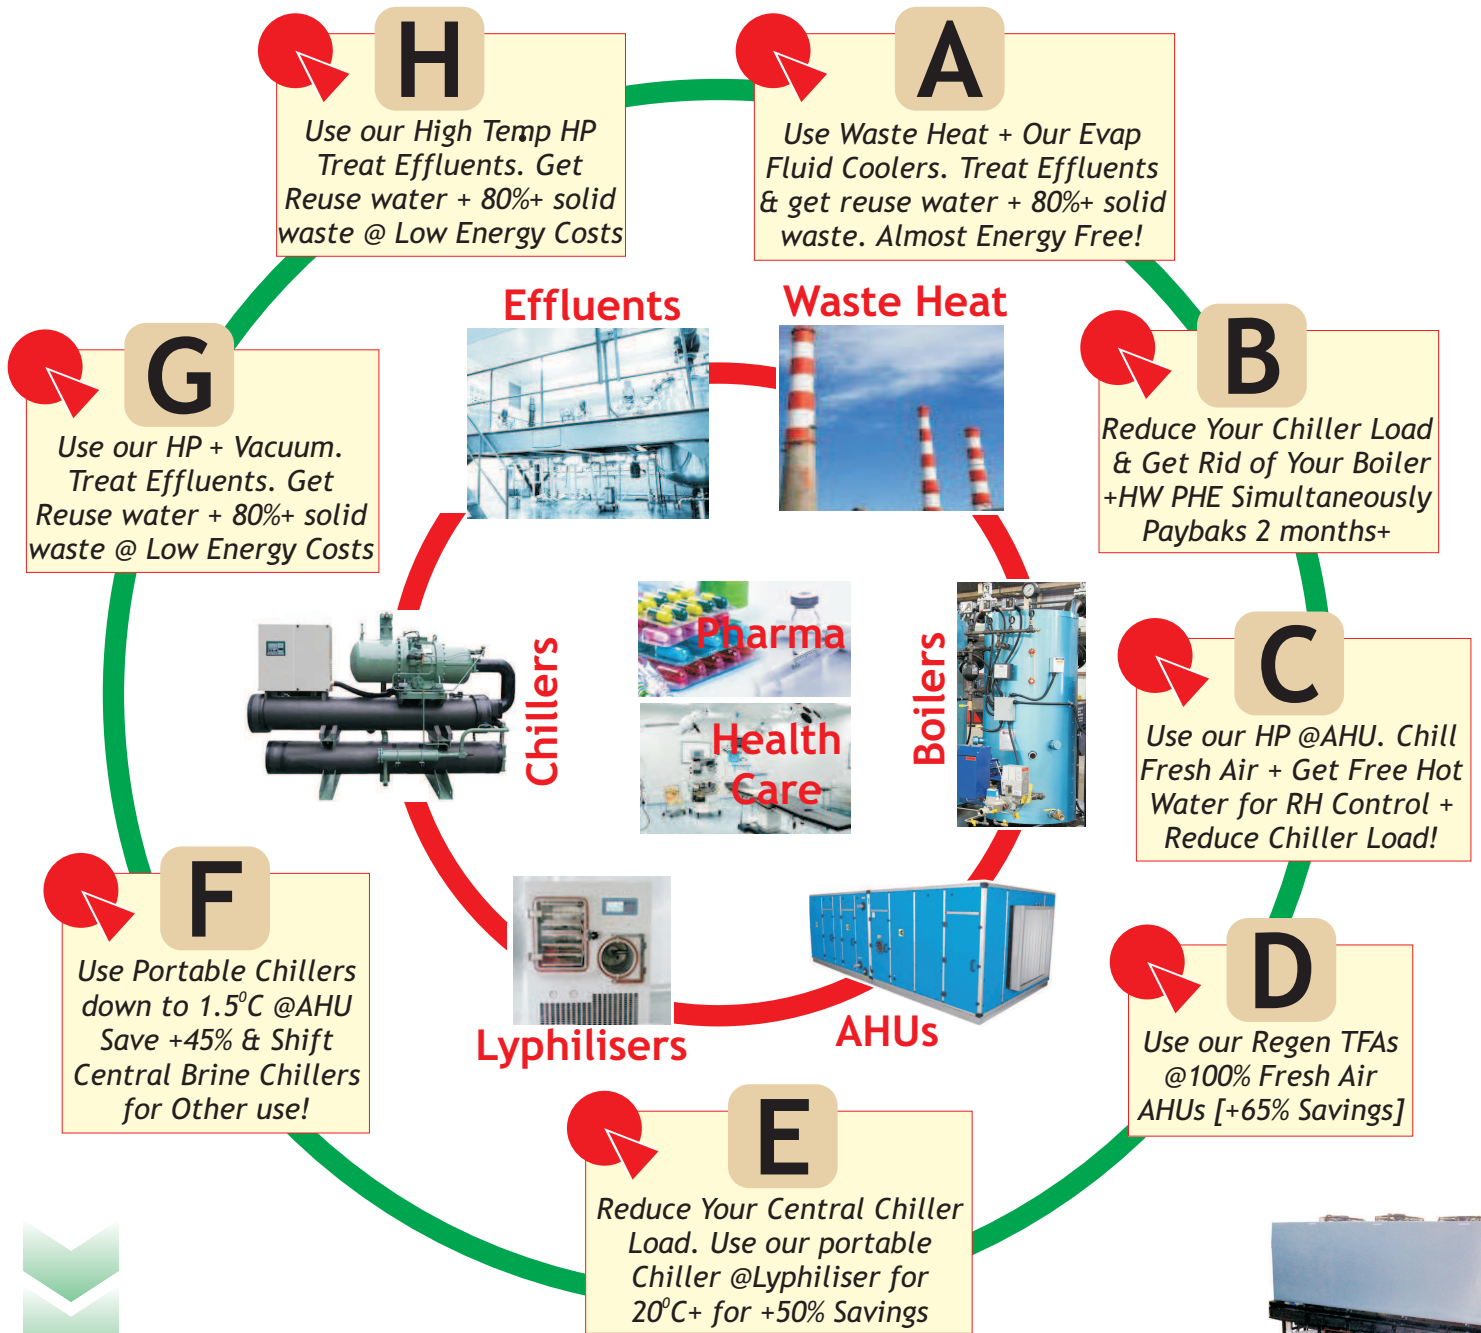 H
Use our High Temp HP
Treat Effluents. Get
Reuse water + 80%+ solid
waste @ Low Energy Costs
A
Use Waste Heat + Our Evap
Fluid Coolers. Treat Effluents
& get reuse water + 80%+ solid
waste. Almost Energy Free!
Effluents
Waste Heat
B
Reduce Your Chiller Load
& Get Rid of Your Boiler
+HW PHE Simultaneously
Paybaks 2 months+
G
Use our HP + Vacuum.
Treat Effluents. Get
Reuse water + 80%+ solid
waste @ Low Energy Costs
Chillers
Pharma
Health
Care
Boilers
C
Use our HP @AHU. Chill
Fresh Air + Get Free Hot
Water for RH Control +
Reduce Chiller Load!
F
Use Portable Chillers
down to 1.5⁰C @AHU
Save +45% & Shift
Central Brine Chillers
for Other use!
Lyphilisers
AHUs
D
Use our Regen TFAs
@100% Fresh Air
AHUs [+65% Savings]
E
Reduce Your Central Chiller
Load. Use our portable
Chiller @Lyphiliser for
20⁰C+ for +50% Savings